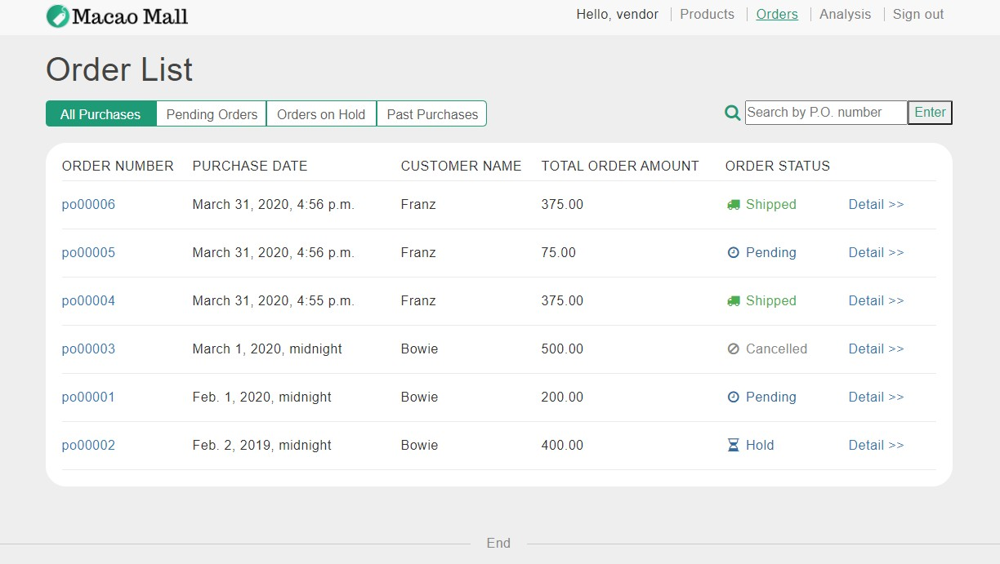 Macao Mall
Hello, vendor Products Orders Analysis Sign out
Order List
All Purchases Pending Orders Orders on Hold Past Purchases Search by P.O. number Enter
ORDER NUMBER PURCHASE DATE CUSTOMER NAME TOTAL ORDER AMOUNT ORDER STATUS
po00006 March 31, 2020, 4:56 p.m. Franz 375.00 Shipped Detail >>
po00005 March 31, 2020, 4:56 p.m. Franz 75.00 Pending Detail >>
po00004 March 31, 2020, 4:55 p.m. Franz 375.00 Shipped Detail >>
po00003 March 1, 2020, midnight Bowie 500.00 Cancelled Detail >>
po00001 Feb. 1, 2020, midnight Bowie 200.00 Pending Detail >>
po00002 Feb. 2, 2019, midnight Bowie 400.00 Hold Detail >>
End